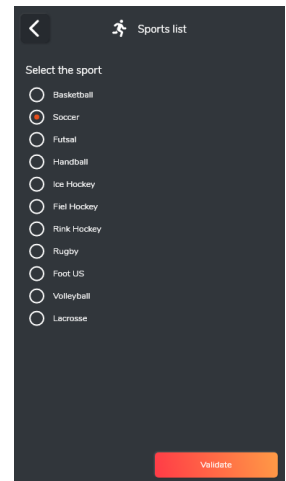 Sports list
Select the sport
Basketball
Soccer
Futsal
Handball
Ice Hockey
Fiel Hockey
Rink Hockey
Rugby
Foot US
Volleyball
Lacrosse
Validate